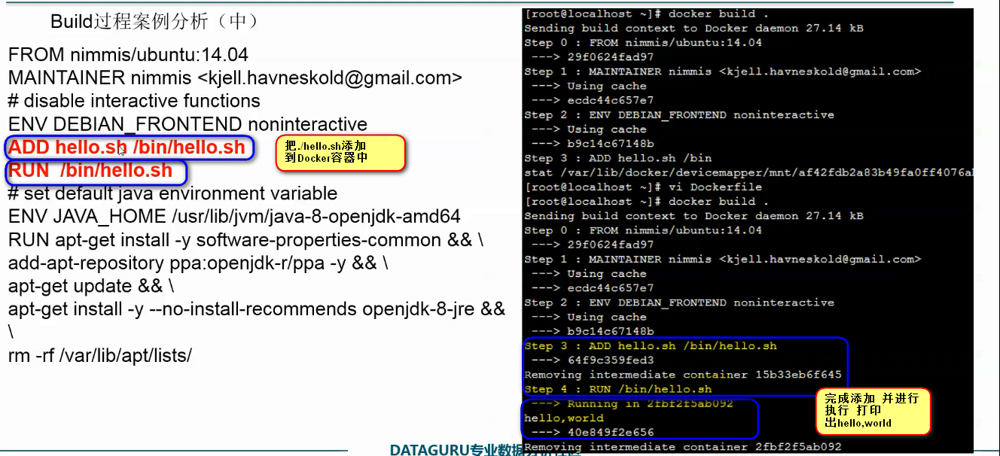 Build过程案例分析（中）
FROM nimmis/ubuntu:14.04
MAINTAINER nimmis <kjell.havneskold@gmail.com>
# disable interactive functions
ENV DEBIAN_FRONTEND noninteractive
ADD hello.sh /bin/hello.sh
RUN  /bin/hello.sh
# set default java environment variable
ENV JAVA_HOME /usr/lib/jvm/java-8-openjdk-amd64
RUN apt-get install -y software-properties-common && \
add-apt-repository ppa:openjdk-r/ppa -y && \
apt-get update && \
apt-get install -y --no-install-recommends openjdk-8-jre &&
\
rm -rf /var/lib/apt/lists/
把./hello.sh添加
到Docker容器中
[root@localhost ~]# docker build .
Sending build context to Docker daemon 27.14 kB
Step 0 : FROM nimmis/ubuntu:14.04
---> 29f0624fad97
Step 1 : MAINTAINER nimmis <kjell.havneskold@gmail.com>
---> Using cache
---> ecdc44c657e7
Step 2 : ENV DEBIAN_FRONTEND noninteractive
---> Using cache
---> b9c14c67148b
Step 3 : ADD hello.sh /bin
stat /var/lib/docker/devicemapper/mnt/af42fdb2a83b49fa0ff4076a
[root@localhost ~]# vi Dockerfile
[root@localhost ~]# docker build .
Sending build context to Docker daemon 27.14 kB
Step 0 : FROM nimmis/ubuntu:14.04
---> 29f0624fad97
Step 1 : MAINTAINER nimmis <kjell.havneskold@gmail.com>
---> Using cache
---> ecdc44c657e7
Step 2 : ENV DEBIAN_FRONTEND noninteractive
---> Using cache
---> b9c14c67148b
Step 3 : ADD hello.sh /bin/hello.sh
---> 64f9c359fed3
Removing intermediate container 15b33eb6f645
Step 4 : RUN /bin/hello.sh
---> Running in 2fbf2f5ab092
hello,world
---> 40e849f2e656
Removing intermediate container 2fbf2f5ab092
完成添加 并进行
执行 打印
出hello,world
DATAGURU专业数据